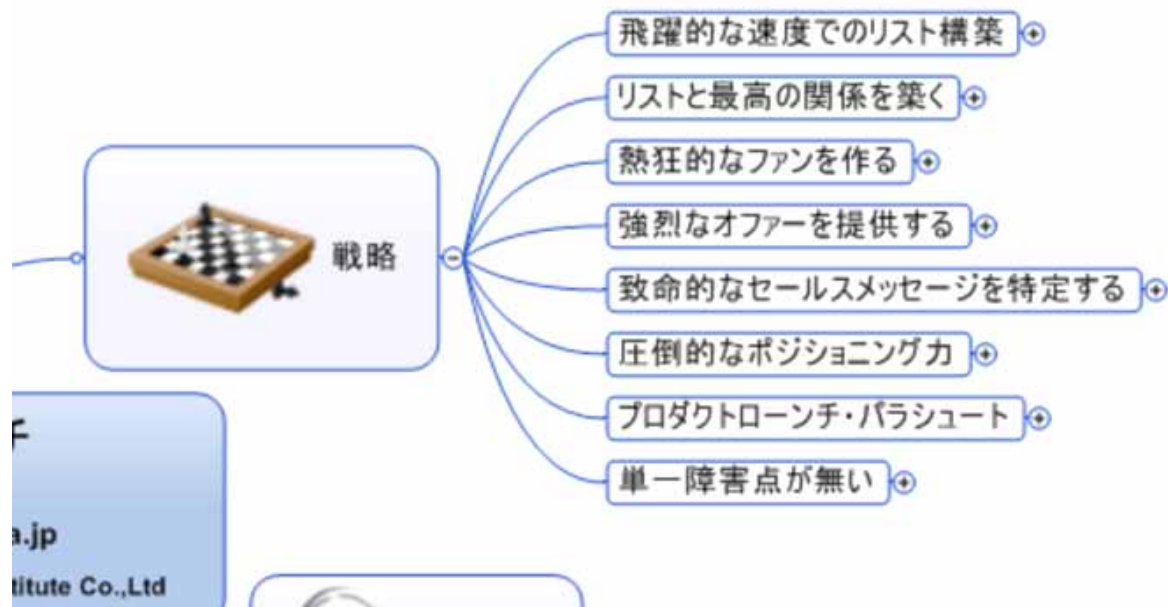 飛躍的な速度でのリスト構築
リストと最高の関係を築く
熱狂的なファンを作る
強烈なオファーを提供する
戦略
致命的なセールスメッセージを特定する
圧倒的なポジショニング力
プロダクトローンチ・パラシュート
単一障害点が無い
チ
a.jp
titute Co.,Ltd